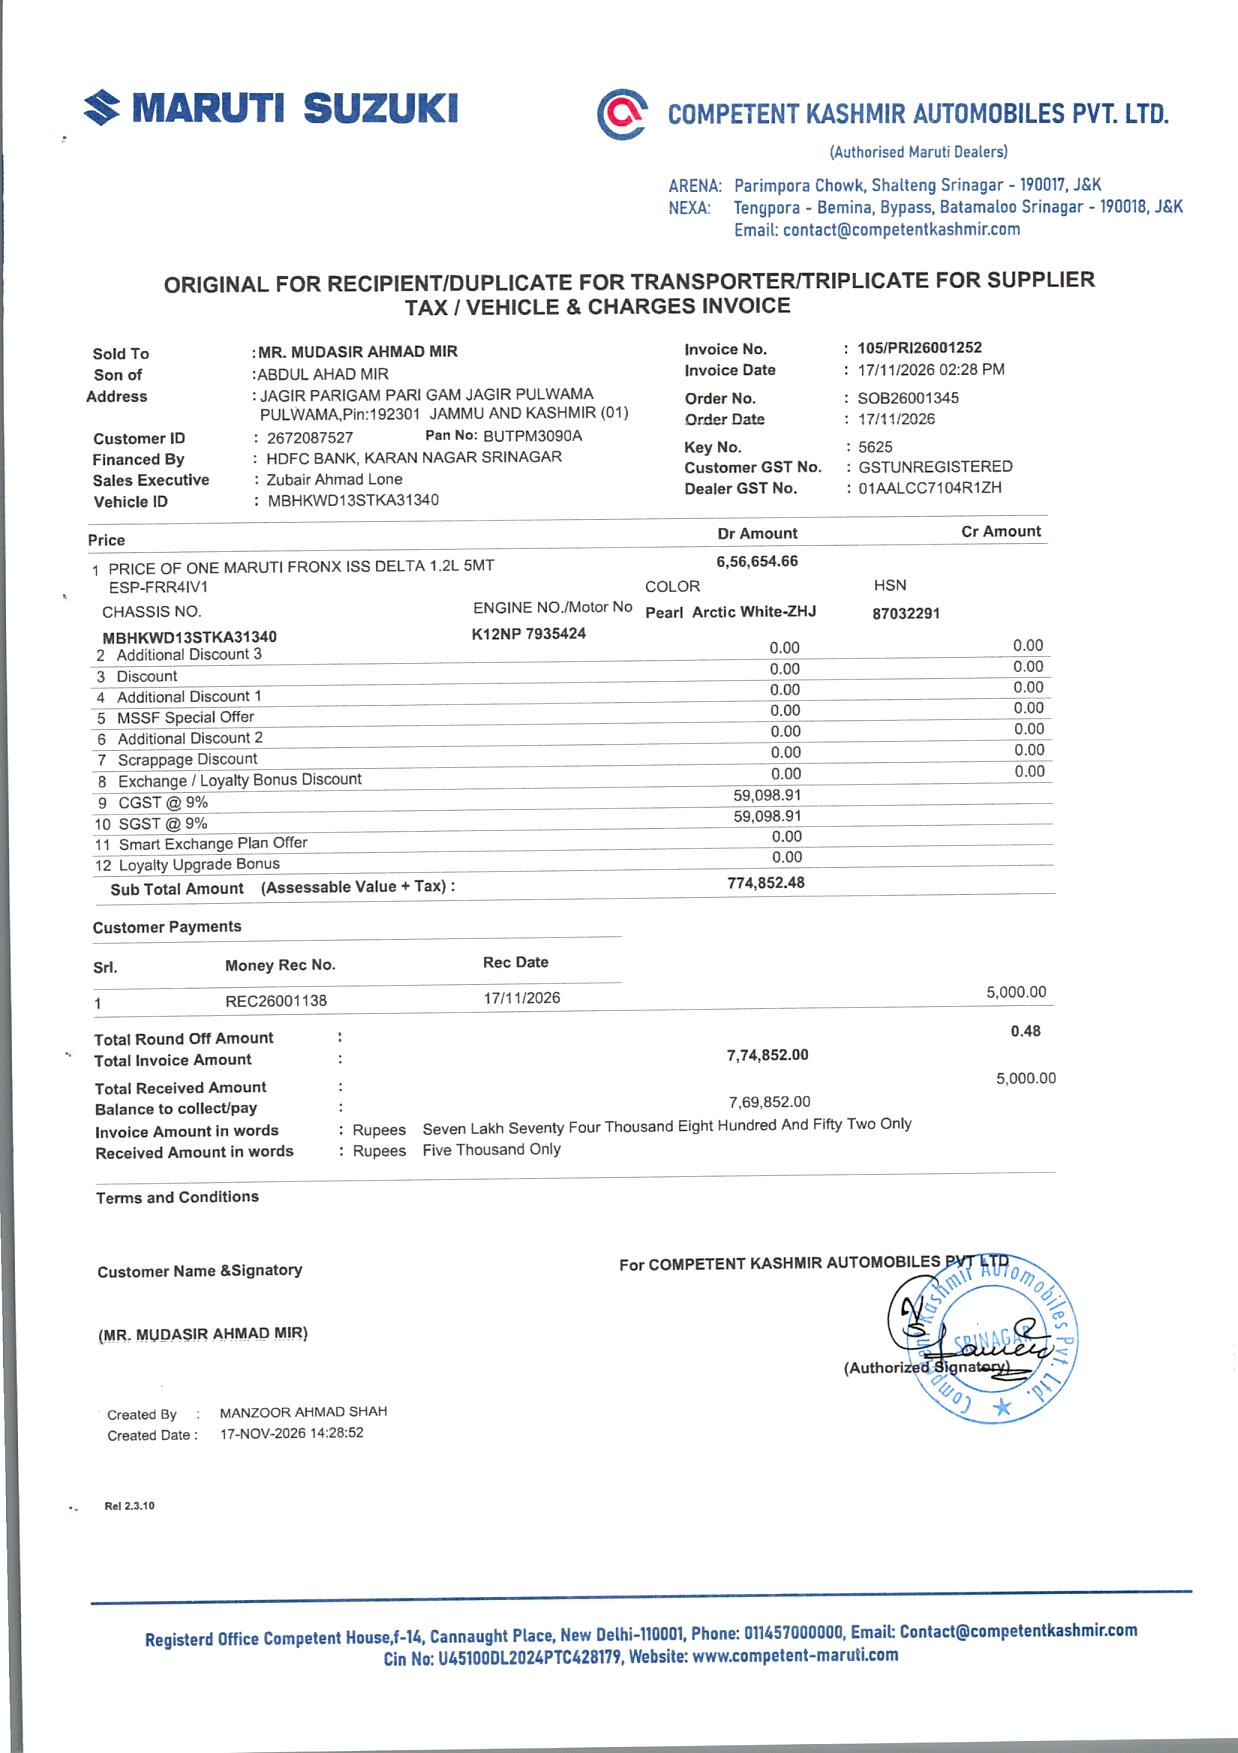 MARUTI SUZUKI
COMPETENT KASHMIR AUTOMOBILES PVT. LTD.
(Authorised Maruti Dealers)
ARENA: Parimpora Chowk, Shalteng Srinagar - 190017, J&K
NEXA: Tengpora - Bemina, Bypass, Batamaloo Srinagar - 190018, J&K
Email: contact@competentkashmir.com
ORIGINAL FOR RECIPIENT/DUPLICATE FOR TRANSPORTER/TRIPLICATE FOR SUPPLIER
TAX / VEHICLE & CHARGES INVOICE
Sold To : MR. MUDASIR AHMAD MIR
Son of : ABDUL AHAD MIR
Address : JAGIR PARIGAM PARI GAM JAGIR PULWAMA
PULWAMA,Pin:192301 JAMMU AND KASHMIR (01)
Customer ID : 2672087527 Pan No: BUTPM3090A
Financed By : HDFC BANK, KARAN NAGAR SRINAGAR
Sales Executive : Zubair Ahmad Lone
Vehicle ID : MBHKWD13STKA31340
Invoice No. : 105/PRI26001252
Invoice Date : 17/11/2026 02:28 PM
Order No. : SOB26001345
Order Date : 17/11/2026
Key No. : 5625
Customer GST No. : GSTUNREGISTERED
Dealer GST No. : 01AALCC7104R1ZH
Price Dr Amount Cr Amount
1 PRICE OF ONE MARUTI FRONX ISS DELTA 1.2L 5MT 6,56,654.66
ESP-FRR4IV1 COLOR HSN
CHASSIS NO. ENGINE NO./Motor No Pearl Arctic White-ZHJ 87032291
MBHKWD13STKA31340 K12NP 7935424
2 Additional Discount 3 0.00 0.00
3 Discount 0.00 0.00
4 Additional Discount 1 0.00 0.00
5 MSSF Special Offer 0.00 0.00
6 Additional Discount 2 0.00 0.00
7 Scrappage Discount 0.00 0.00
8 Exchange / Loyalty Bonus Discount 0.00 0.00
9 CGST @ 9% 59,098.91
10 SGST @ 9% 59,098.91
11 Smart Exchange Plan Offer 0.00
12 Loyalty Upgrade Bonus 0.00
Sub Total Amount (Assessable Value + Tax) : 774,852.48
Customer Payments
Srl. Money Rec No. Rec Date
1 REC26001138 17/11/2026 5,000.00
Total Round Off Amount : 0.48
Total Invoice Amount : 7,74,852.00
Total Received Amount : 5,000.00
Balance to collect/pay : 7,69,852.00
Invoice Amount in words : Rupees Seven Lakh Seventy Four Thousand Eight Hundred And Fifty Two Only
Received Amount in words : Rupees Five Thousand Only
Terms and Conditions
Customer Name &Signatory
For COMPETENT KASHMIR AUTOMOBILES PVT LTD
Competent Kashmir Automobiles Pvt. Ltd.
SRINAGAR
(MR. MUDASIR AHMAD MIR)
(Authorized Signatory)
Created By : MANZOOR AHMAD SHAH
Created Date : 17-NOV-2026 14:28:52
Rel 2.3.10
Registerd Office Competent House,f-14, Cannaught Place, New Delhi-110001, Phone: 011457000000, Email: Contact@competentkashmir.com
Cin No: U45100DL2024PTC428179, Website: www.competent-maruti.com